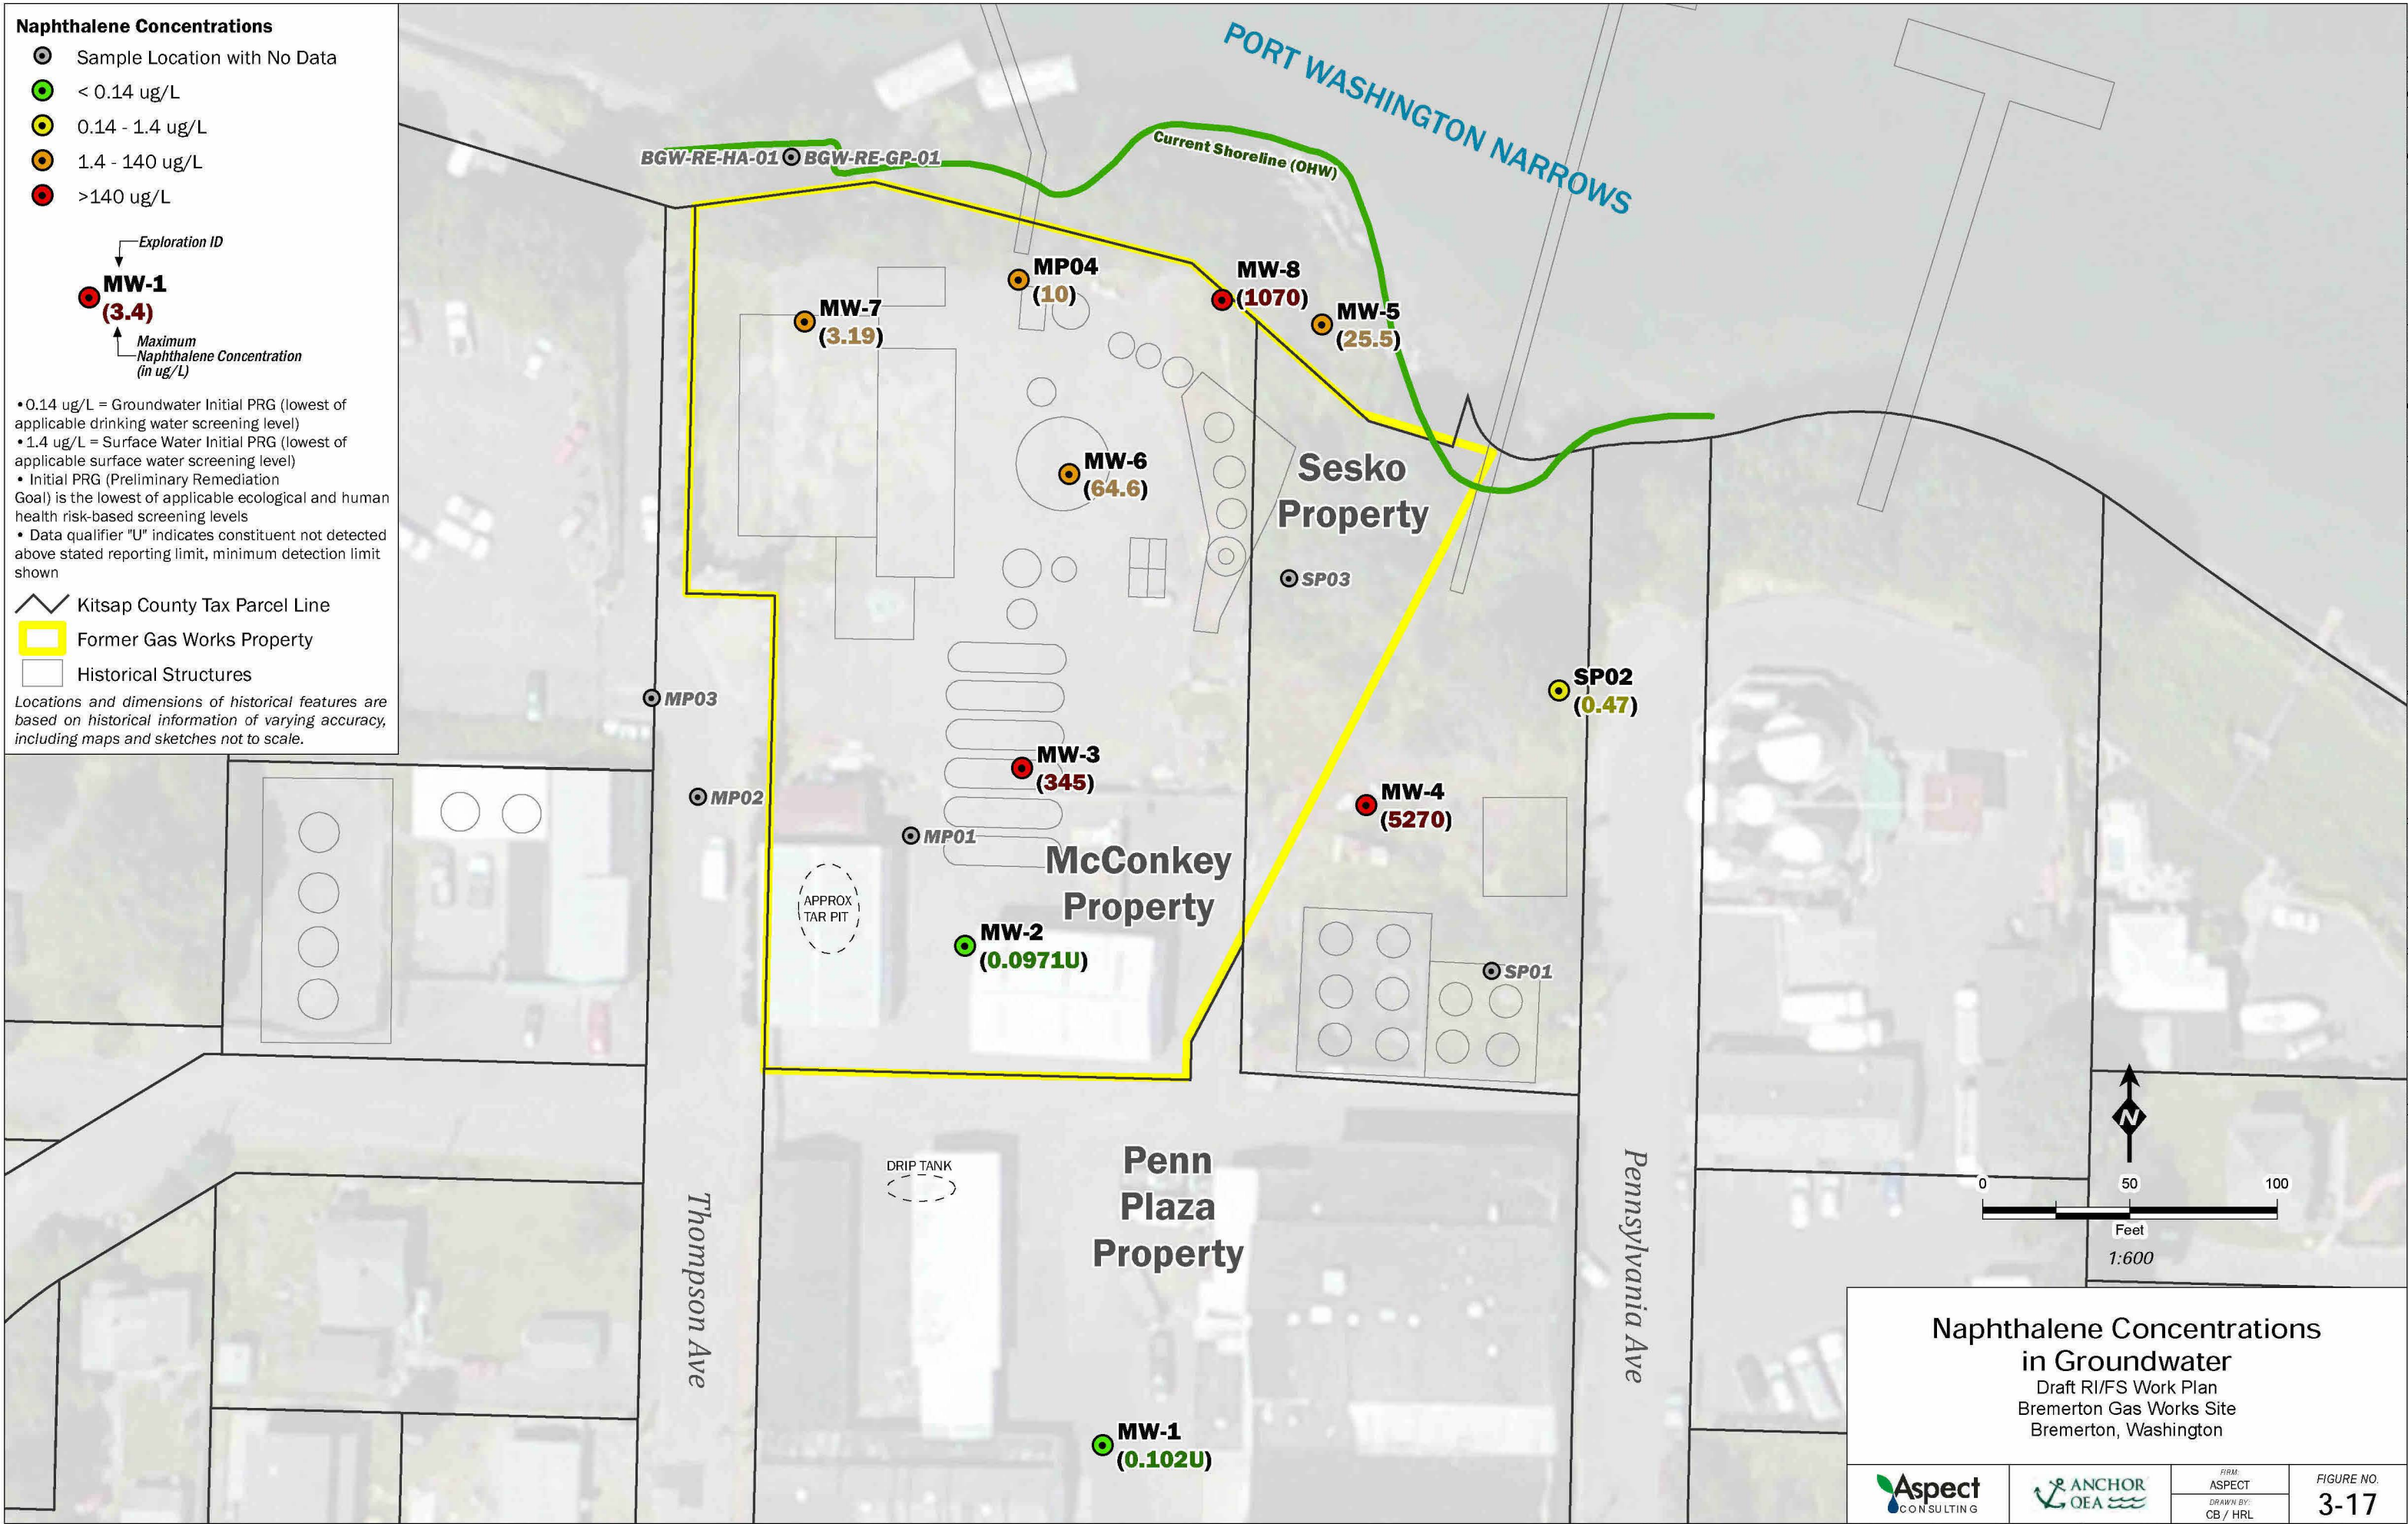 Naphthalene Concentrations
Sample Location with No Data
< 0.14 ug/L
0.14 - 1.4 ug/L
1.4 - 140 ug/L
>140 ug/L
Exploration ID
MW-1
(3.4)
Maximum
Naphthalene Concentration
(in ug/L)
•0.14 ug/L = Groundwater Initial PRG (lowest of
applicable drinking water screening level)
•1.4 ug/L = Surface Water Initial PRG (lowest of
applicable surface water screening level)
• Initial PRG (Preliminary Remediation
Goal) is the lowest of applicable ecological and human
health risk-based screening levels
• Data qualifier "U" indicates constituent not detected
above stated reporting limit, minimum detection limit
shown
Kitsap County Tax Parcel Line
Former Gas Works Property
Historical Structures
Locations and dimensions of historical features are
based on historical information of varying accuracy,
including maps and sketches not to scale.
PORT WASHINGTON NARROWS
Current Shoreline (OHW)
BGW-RE-HA-01
BGW-RE-GP-01
MP04
(10)
MW-8
(1070)
MW-7
(3.19)
MW-5
(25.5)
MW-6
(64.6)
Sesko
Property
SP03
SP02
(0.47)
MP03
MP02
MW-3
(345)
MW-4
(5270)
MP01
McConkey
Property
APPROX
TAR PIT
MW-2
(0.0971U)
SP01
DRIP TANK
Penn
Plaza
Property
Thompson Ave
Pennsylvania Ave
MW-1
(0.102U)
N
0 50 100
Feet
1:600
Naphthalene Concentrations
in Groundwater
Draft RI/FS Work Plan
Bremerton Gas Works Site
Bremerton, Washington
Aspect
CONSULTING
ANCHOR
QEA
FIRM:
ASPECT
DRAWN BY:
CB / HRL
FIGURE NO.
3-17